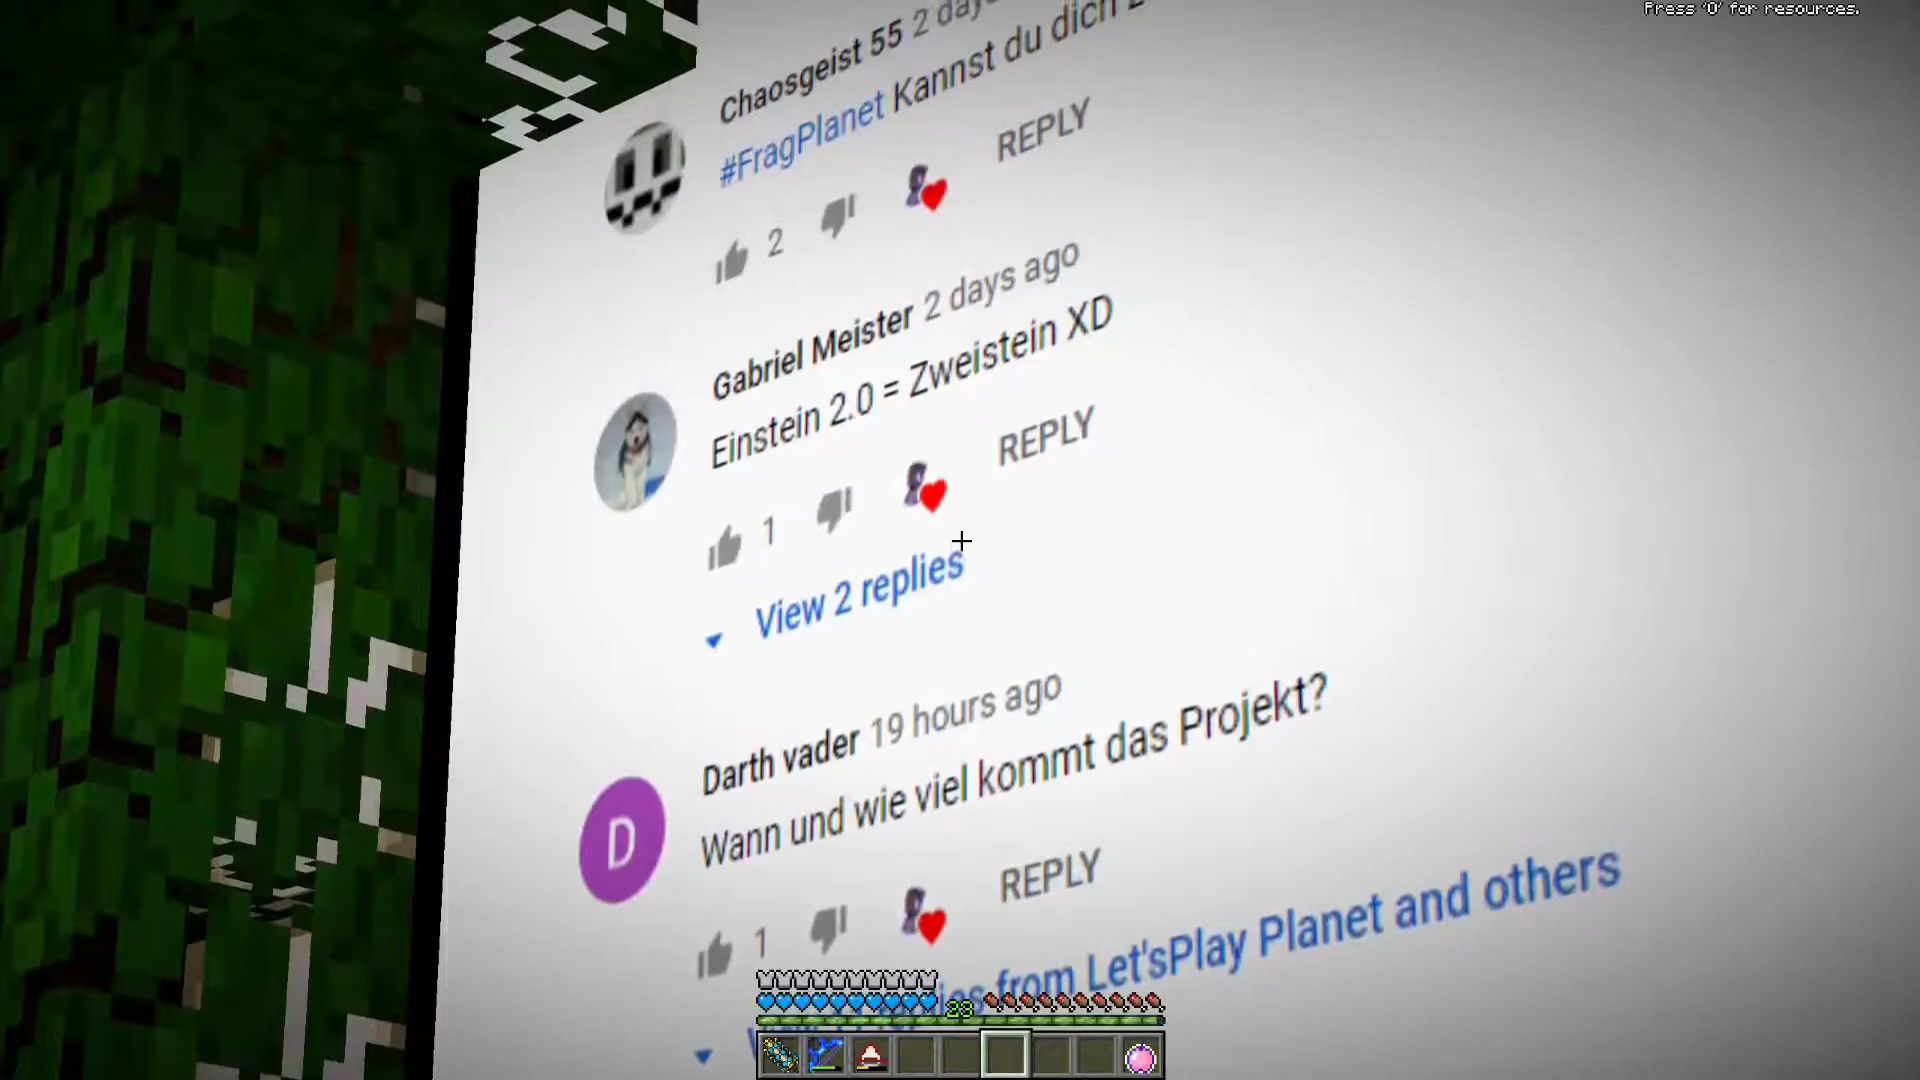 Press 'O' for resources.
Chaosgeist 55 2 days
#FragPlanet Kannst du dich
2
REPLY
Gabriel Meister 2 days ago
Einstein 2.0 = Zweistein XD
1
REPLY
View 2 replies
Darth vader 19 hours ago
D
Wann und wie viel kommt das Projekt?
1
REPLY
from Let'sPlay Planet and others